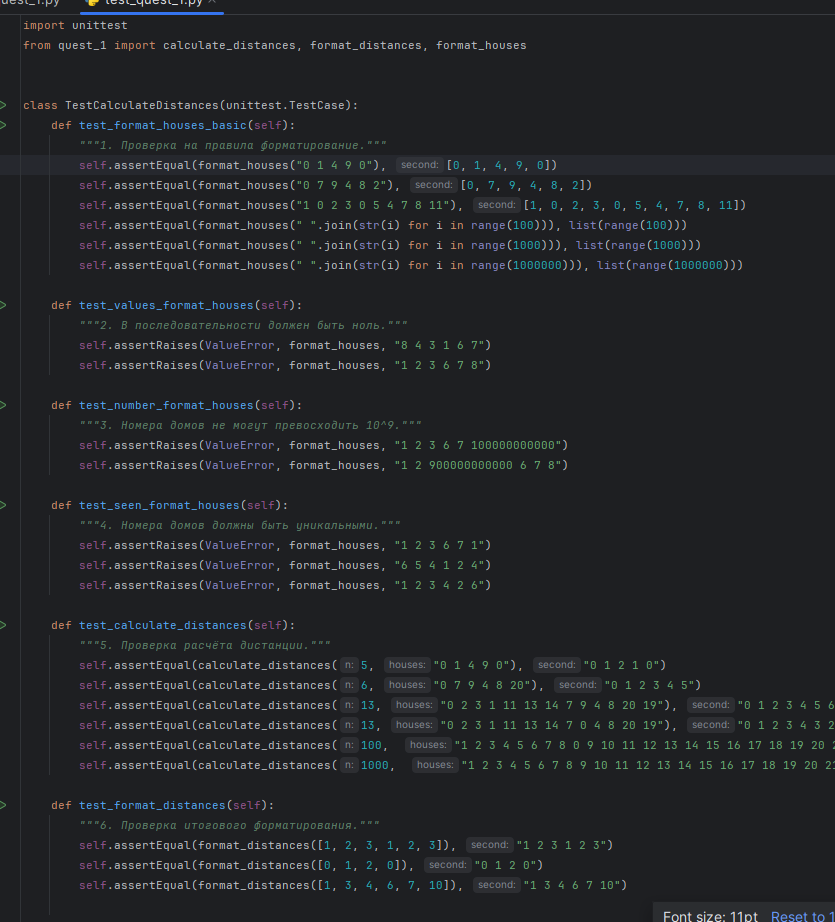 uest_1.py test_quest_1.py ×
import unittest
from quest_1 import calculate_distances, format_distances, format_houses
class TestCalculateDistances(unittest.TestCase):
def test_format_houses_basic(self):
"""1. Проверка на правила форматирование."""
self.assertEqual(format_houses("0 1 4 9 0"), second: [0, 1, 4, 9, 0])
self.assertEqual(format_houses("0 7 9 4 8 2"), second: [0, 7, 9, 4, 8, 2])
self.assertEqual(format_houses("1 0 2 3 0 5 4 7 8 11"), second: [1, 0, 2, 3, 0, 5, 4, 7, 8, 11])
self.assertEqual(format_houses(" ".join(str(i) for i in range(100))), list(range(100)))
self.assertEqual(format_houses(" ".join(str(i) for i in range(1000))), list(range(1000)))
self.assertEqual(format_houses(" ".join(str(i) for i in range(1000000))), list(range(1000000)))
def test_values_format_houses(self):
"""2. В последовательности должен быть ноль."""
self.assertRaises(ValueError, format_houses, "8 4 3 1 6 7")
self.assertRaises(ValueError, format_houses, "1 2 3 6 7 8")
def test_number_format_houses(self):
"""3. Номера домов не могут превосходить 10^9."""
self.assertRaises(ValueError, format_houses, "1 2 3 6 7 100000000000")
self.assertRaises(ValueError, format_houses, "1 2 900000000000 6 7 8")
def test_seen_format_houses(self):
"""4. Номера домов должны быть уникальными."""
self.assertRaises(ValueError, format_houses, "1 2 3 6 7 1")
self.assertRaises(ValueError, format_houses, "6 5 4 1 2 4")
self.assertRaises(ValueError, format_houses, "1 2 3 4 2 6")
def test_calculate_distances(self):
"""5. Проверка расчёта дистанции."""
self.assertEqual(calculate_distances( n: 5, houses: "0 1 4 9 0"), second: "0 1 2 1 0")
self.assertEqual(calculate_distances( n: 6, houses: "0 7 9 4 8 20"), second: "0 1 2 3 4 5")
self.assertEqual(calculate_distances( n: 13, houses: "0 2 3 1 11 13 14 7 9 4 8 20 19"), second: "0 1 2 3 4 5 6
self.assertEqual(calculate_distances( n: 13, houses: "0 2 3 1 11 13 14 7 0 4 8 20 19"), second: "0 1 2 3 4 3 2
self.assertEqual(calculate_distances( n: 100, houses: "1 2 3 4 5 6 7 8 0 9 10 11 12 13 14 15 16 17 18 19 20
self.assertEqual(calculate_distances( n: 1000, houses: "1 2 3 4 5 6 7 8 9 10 11 12 13 14 15 16 17 18 19 20
def test_format_distances(self):
"""6. Проверка итогового форматирования."""
self.assertEqual(format_distances([1, 2, 3, 1, 2, 3]), second: "1 2 3 1 2 3")
self.assertEqual(format_distances([0, 1, 2, 0]), second: "0 1 2 0")
self.assertEqual(format_distances([1, 3, 4, 6, 7, 10]), second: "1 3 4 6 7 10")
Font size: 11pt Reset to 1